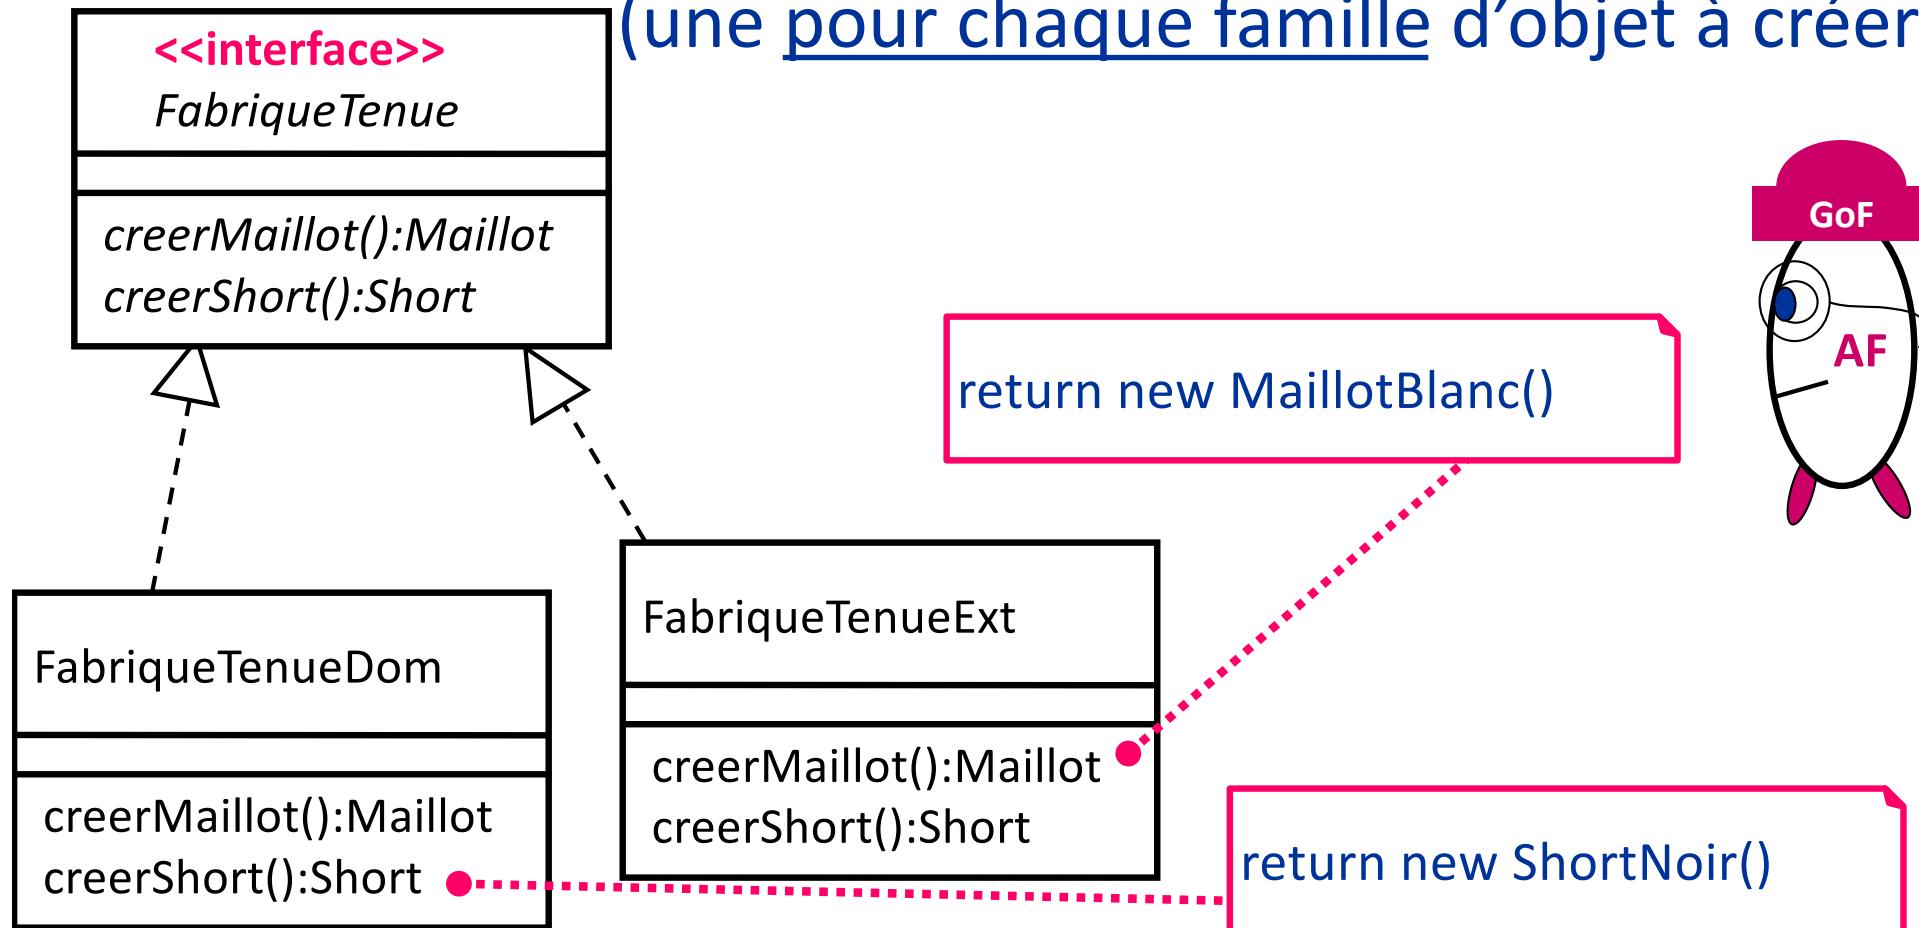 (une pour chaque famille d'objet à créer
<<interface>>
FabriqueTenue
creerMaillot():Maillot
creerShort():Short
GoF
AF
return new MaillotBlanc()
FabriqueTenueExt
creerMaillot():Maillot
creerShort():Short
FabriqueTenueDom
creerMaillot():Maillot
creerShort():Short
return new ShortNoir()